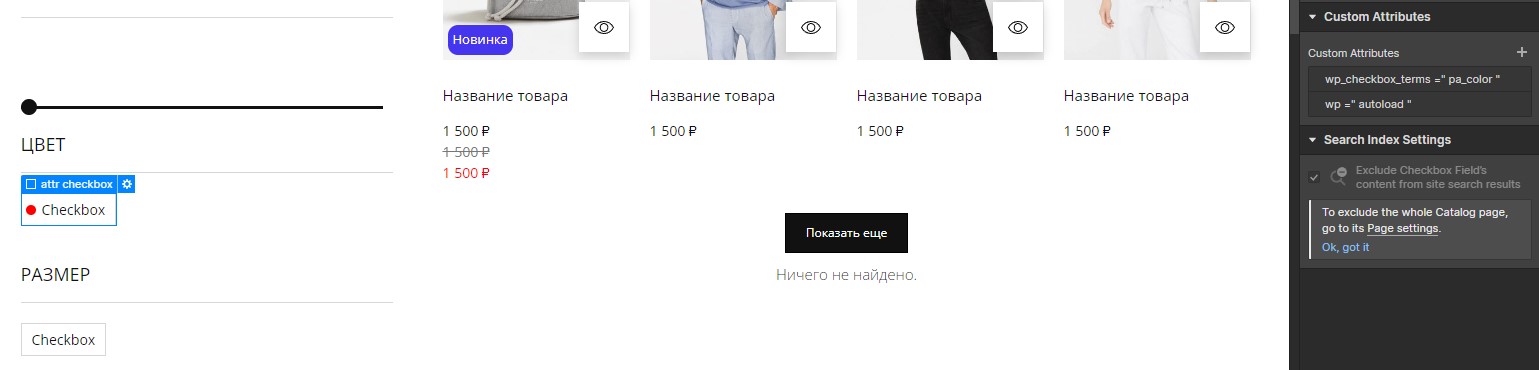 Новинка
Название товара
1 500 ₽
1 500 ₽
1 500 ₽
Название товара
1 500 ₽
Название товара
1 500 ₽
Название товара
1 500 ₽
ЦВЕТ
attr checkbox
Checkbox
РАЗМЕР
Checkbox
Показать еще
Ничего не найдено.
Custom Attributes
Custom Attributes
wp_checkbox_terms =" pa_color "
wp =" autoload "
Search Index Settings
Exclude Checkbox Field's
content from site search results
To exclude the whole Catalog page,
go to its Page settings.
Ok, got it